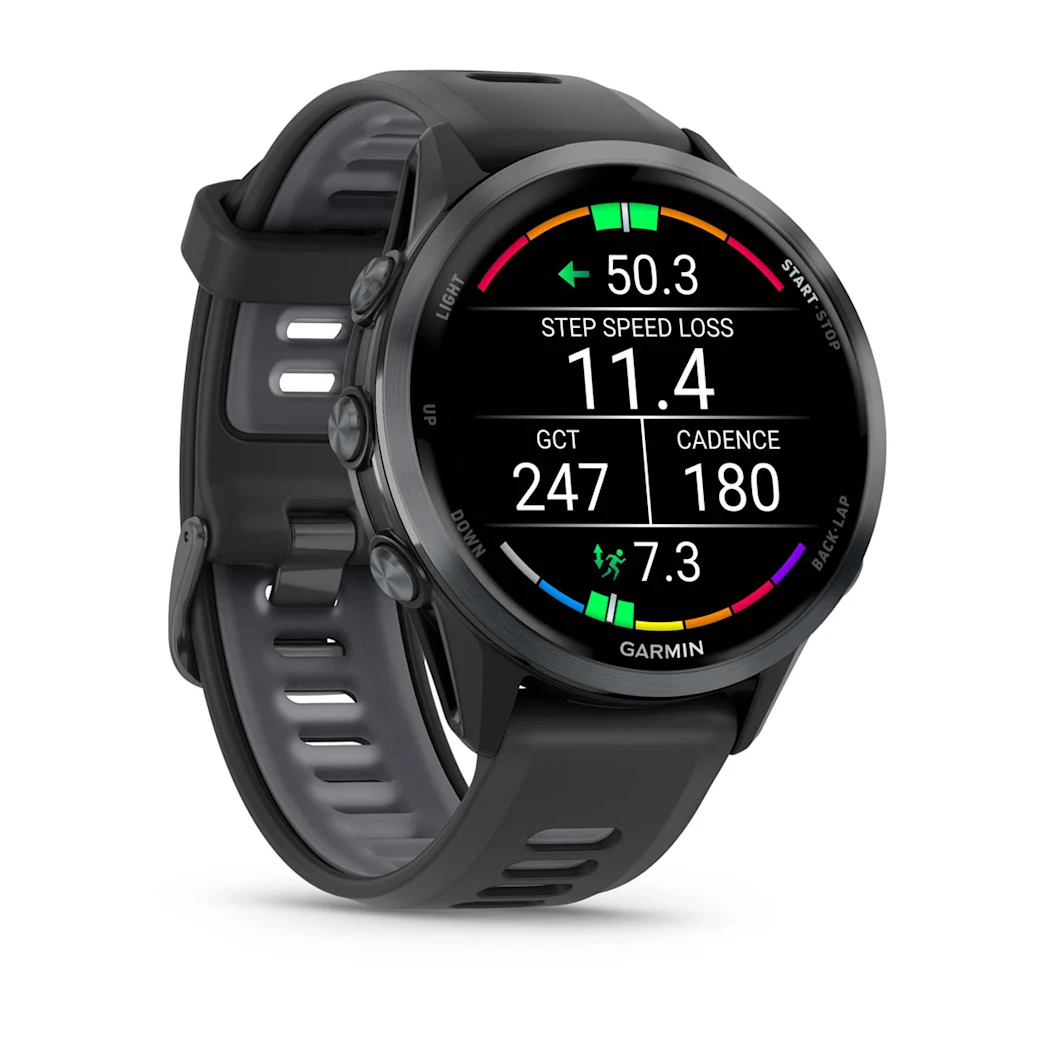 LIGHT
START·STOP
UP
DOWN
BACK·LAP
50.3
STEP SPEED LOSS
11.4
GCT
CADENCE
247
180
7.3
GARMIN